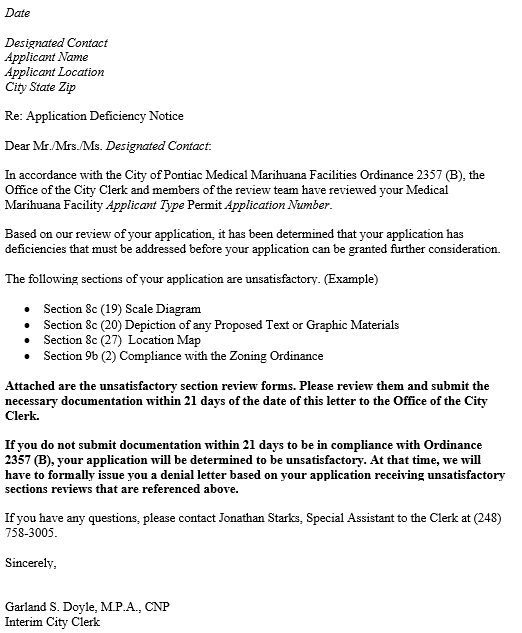 Date
Designated Contact
Applicant Name
Applicant Location
City State Zip
Re: Application Deficiency Notice
Dear Mr./Mrs./Ms. Designated Contact:
In accordance with the City of Pontiac Medical Marihuana Facilities Ordinance 2357 (B), the
Office of the City Clerk and members of the review team have reviewed your Medical
Marihuana Facility Applicant Type Permit Application Number.
Based on our review of your application, it has been determined that your application has
deficiencies that must be addressed before your application can be granted further consideration.
The following sections of your application are unsatisfactory. (Example)
• Section 8c (19) Scale Diagram
• Section 8c (20) Depiction of any Proposed Text or Graphic Materials
• Section 8c (27) Location Map
• Section 9b (2) Compliance with the Zoning Ordinance
Attached are the unsatisfactory section review forms. Please review them and submit the
necessary documentation within 21 days of the date of this letter to the Office of the City
Clerk.
If you do not submit documentation within 21 days to be in compliance with Ordinance
2357 (B), your application will be determined to be unsatisfactory. At that time, we will
have to formally issue you a denial letter based on your application receiving unsatisfactory
sections reviews that are referenced above.
If you have any questions, please contact Jonathan Starks, Special Assistant to the Clerk at (248)
758-3005.
Sincerely,
Garland S. Doyle, M.P.A., CNP
Interim City Clerk